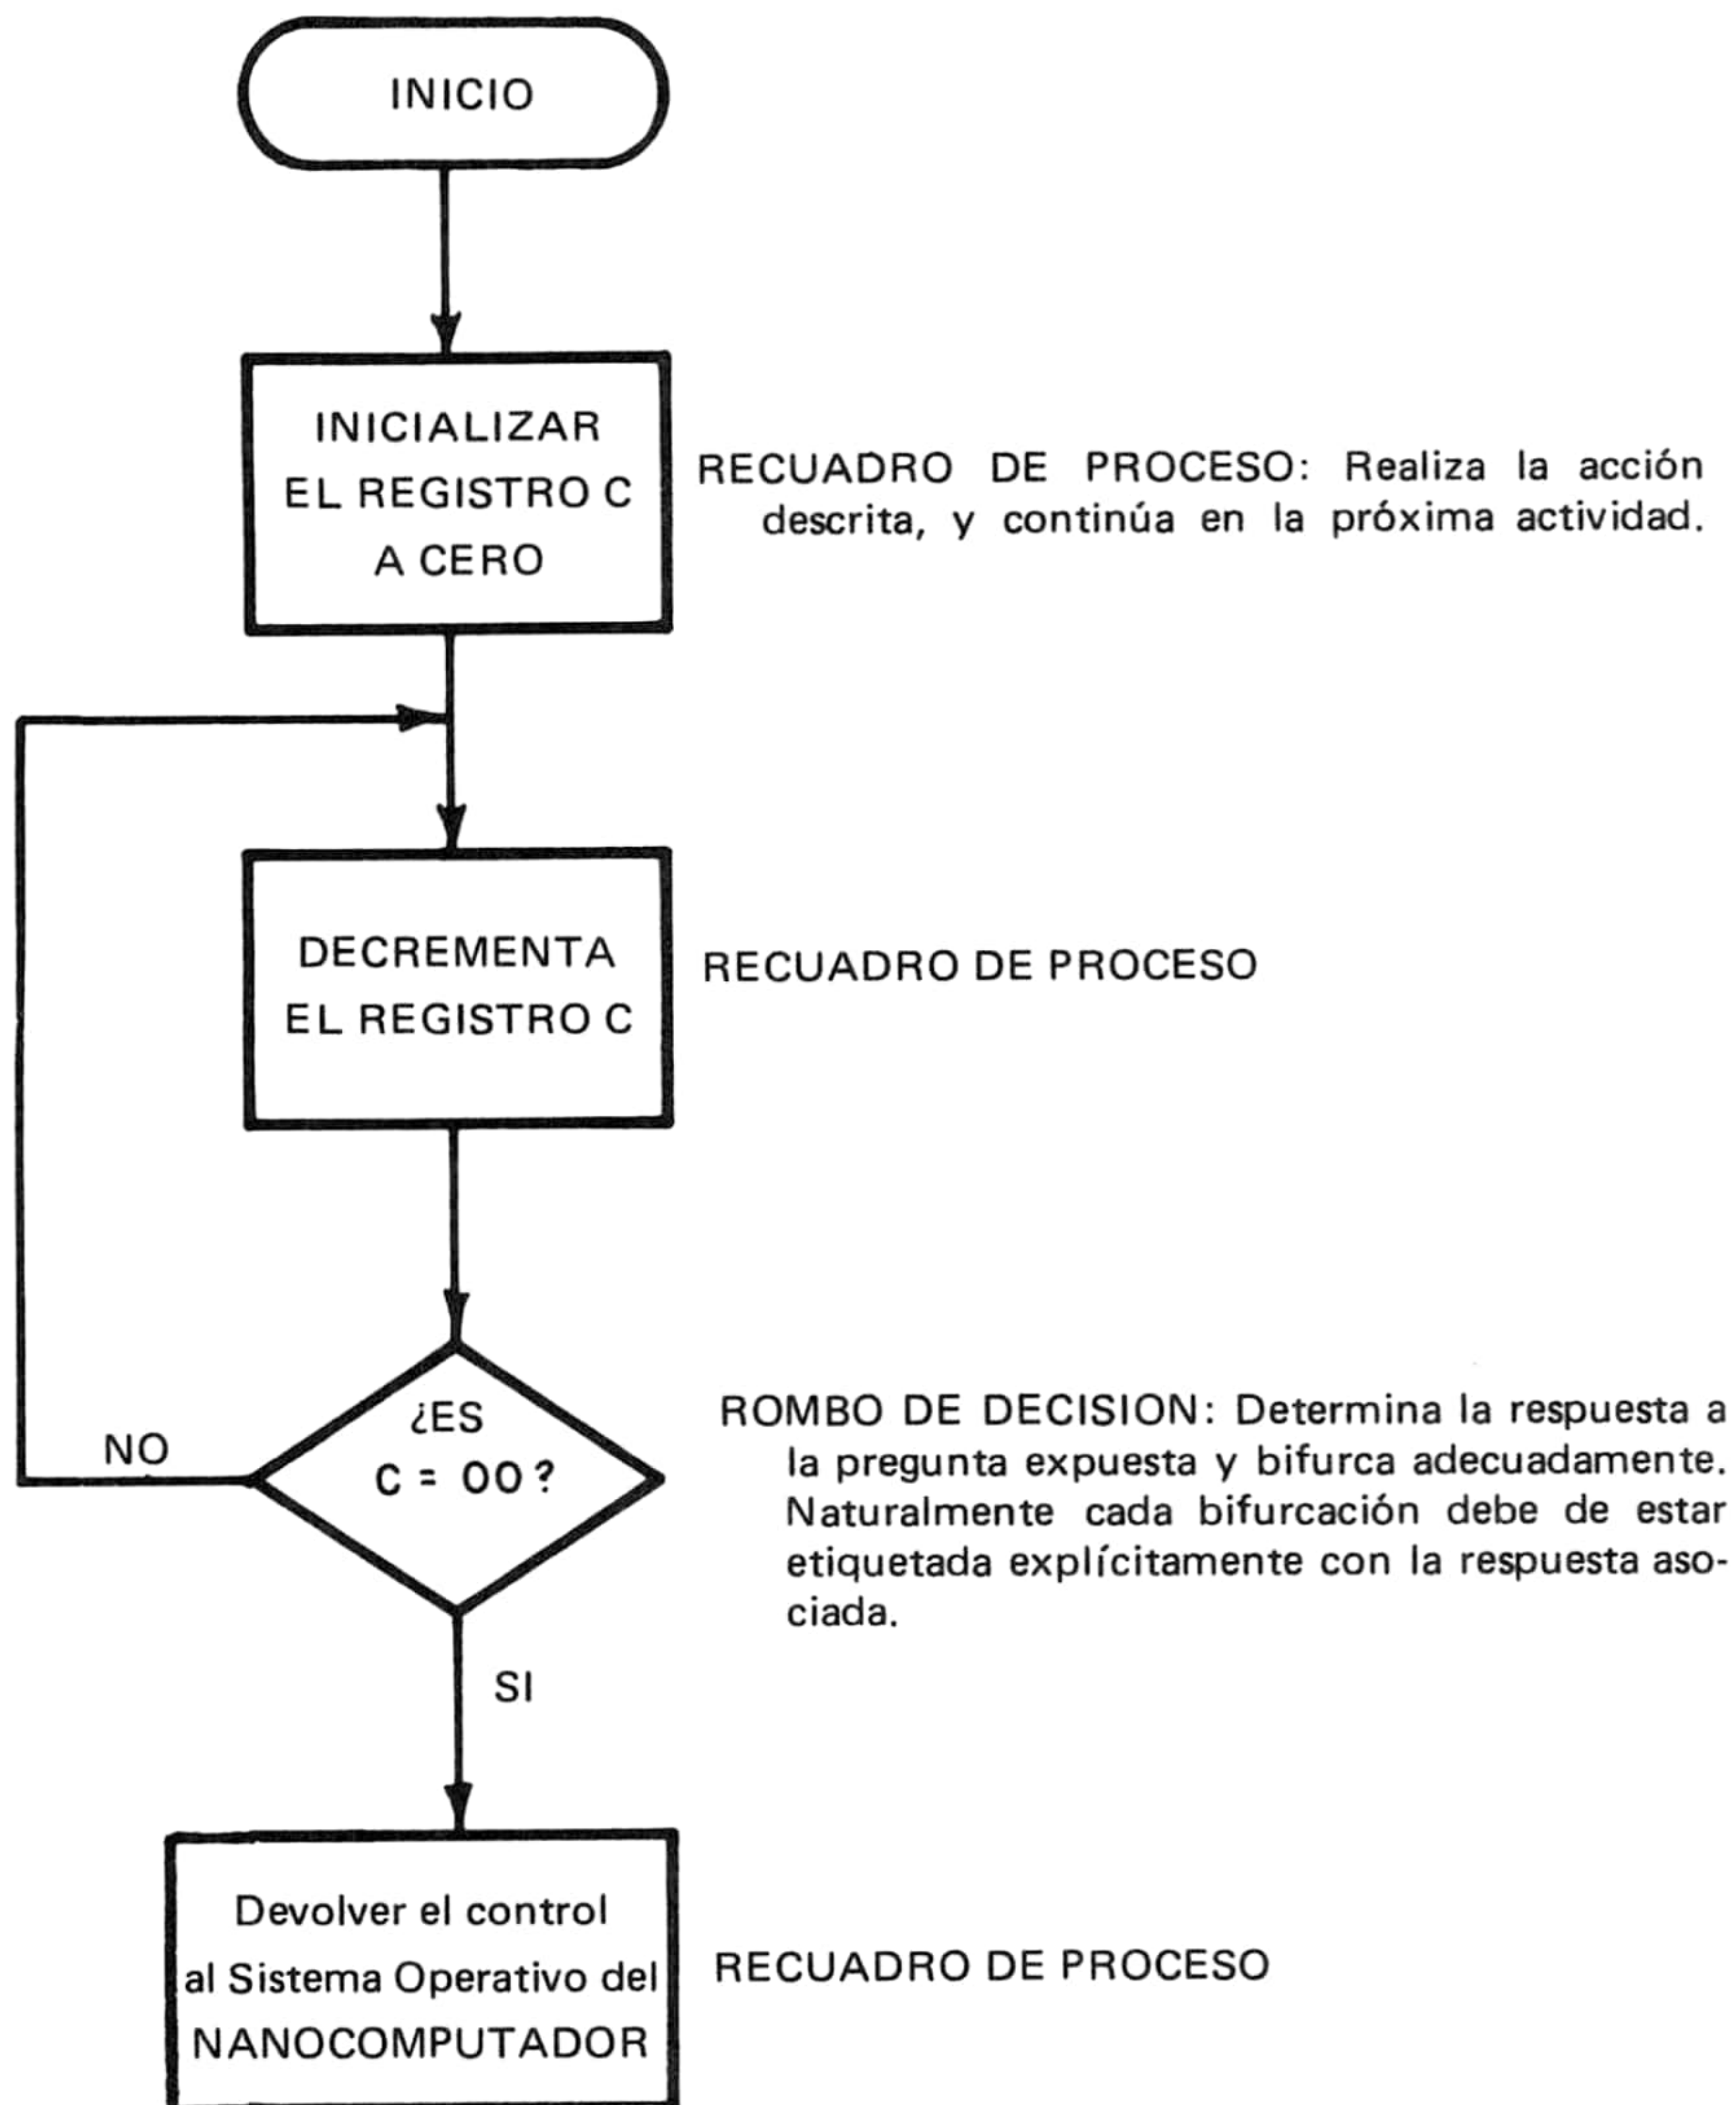 INICIO
INICIALIZAR
EL REGISTRO C
A CERO
RECUADRO DE PROCESO: Realiza la acción
descrita, y continúa en la próxima actividad.
DECREMENTA
EL REGISTRO C
RECUADRO DE PROCESO
¿ES
C = 00?
NO
ROMBO DE DECISION: Determina la respuesta a
la pregunta expuesta y bifurca adecuadamente.
Naturalmente cada bifurcación debe de estar
etiquetada explícitamente con la respuesta aso-
ciada.
SI
Devolver el control
al Sistema Operativo del
NANOCOMPUTADOR
RECUADRO DE PROCESO